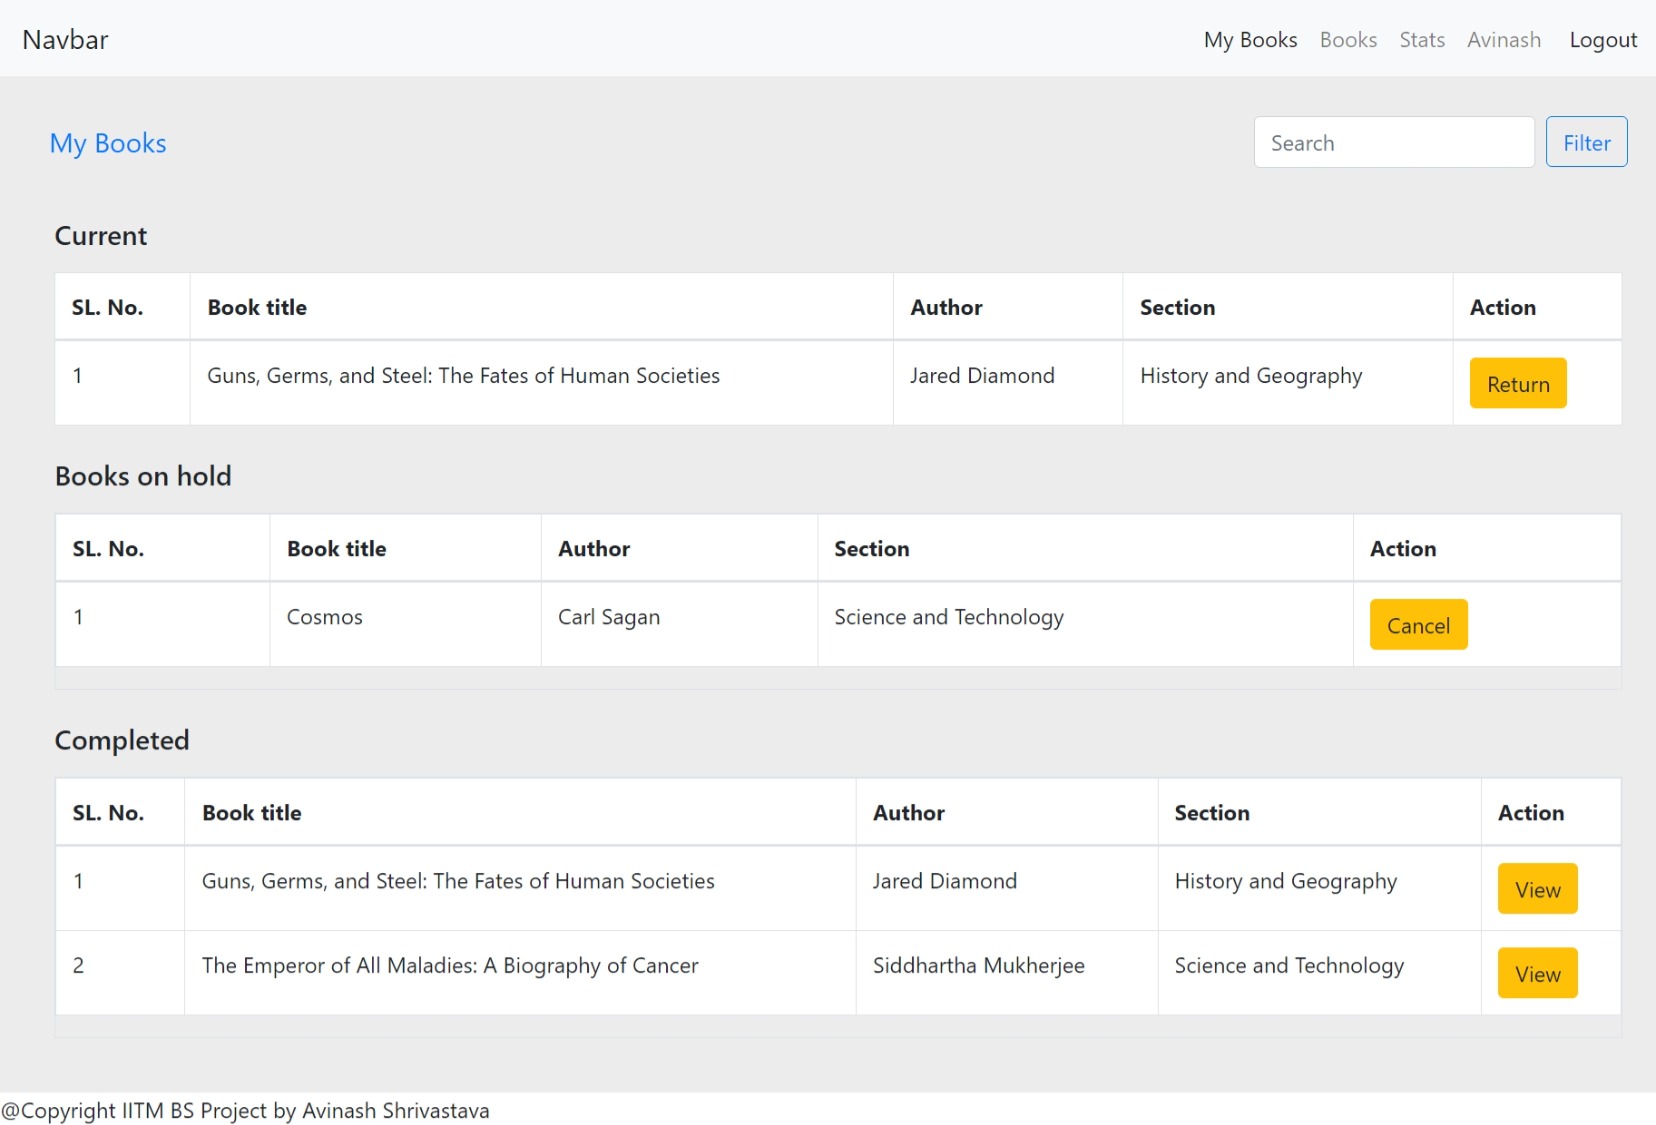 Navbar My Books Books Stats Avinash Logout
My Books Search Filter
Current
SL. No. Book title Author Section Action
1 Guns, Germs, and Steel: The Fates of Human Societies Jared Diamond History and Geography Return
Books on hold
SL. No. Book title Author Section Action
1 Cosmos Carl Sagan Science and Technology Cancel
Completed
SL. No. Book title Author Section Action
1 Guns, Germs, and Steel: The Fates of Human Societies Jared Diamond History and Geography View
2 The Emperor of All Maladies: A Biography of Cancer Siddhartha Mukherjee Science and Technology View
@Copyright IITM BS Project by Avinash Shrivastava